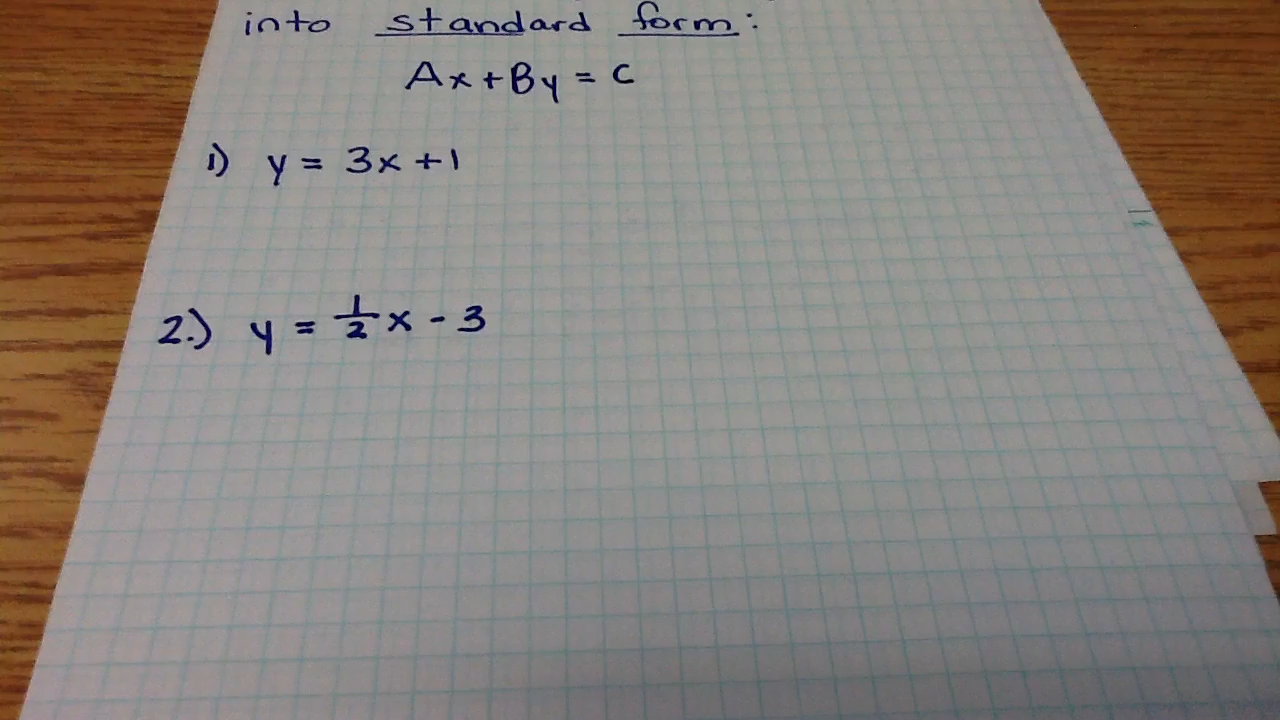 into standard form:
Ax + By = C
1) y = 3x + 1
2.) y = 1/2 x - 3